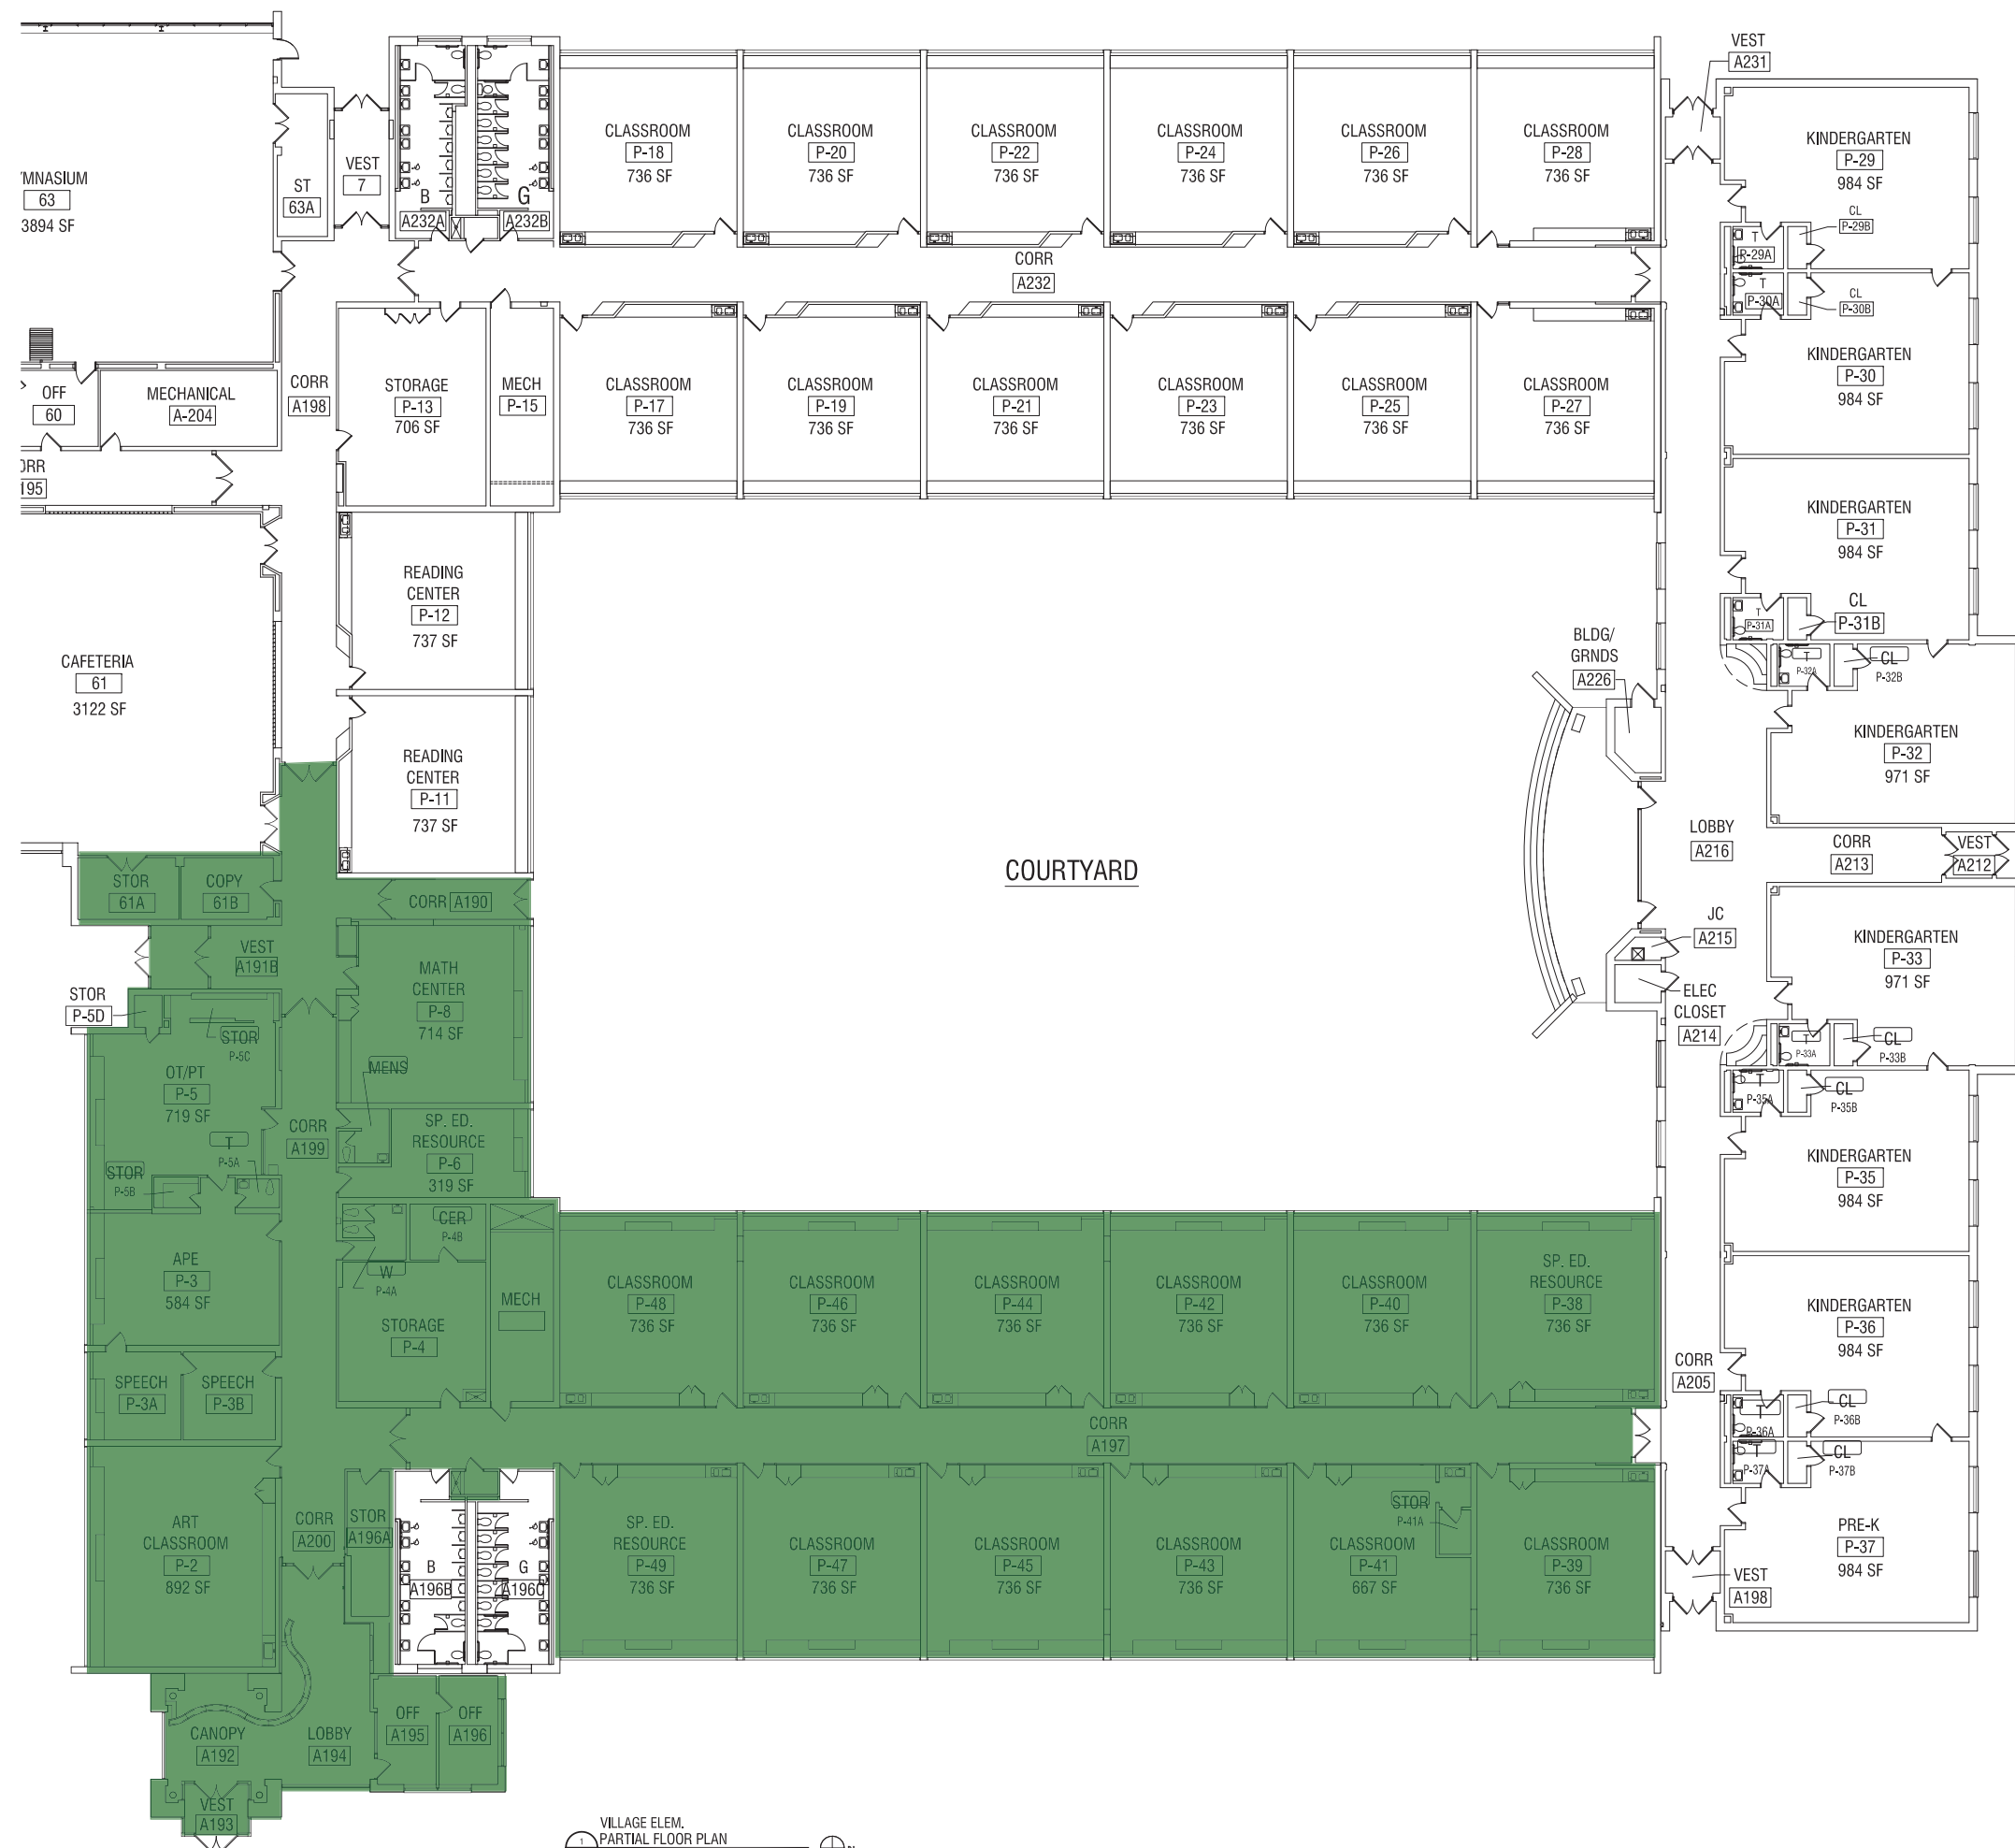 VEST
A231
CLASSROOM
P-18
736 SF
CLASSROOM
P-20
736 SF
CLASSROOM
P-22
736 SF
CLASSROOM
P-24
736 SF
CLASSROOM
P-26
736 SF
CLASSROOM
P-28
736 SF
KINDERGARTEN
P-29
984 SF
YMNASIUM
63
3894 SF
ST
63A
VEST
7
B
A232A
G
A232B
CL
P-29B
T
P-29A
CORR
A232
T
P-30A
CL
P-30B
KINDERGARTEN
P-30
984 SF
OFF
60
MECHANICAL
A-204
CORR
A198
STORAGE
P-13
706 SF
MECH
P-15
CLASSROOM
P-17
736 SF
CLASSROOM
P-19
736 SF
CLASSROOM
P-21
736 SF
CLASSROOM
P-23
736 SF
CLASSROOM
P-25
736 SF
CLASSROOM
P-27
736 SF
ORR
195
KINDERGARTEN
P-31
984 SF
READING
CENTER
P-12
737 SF
T
P-31A
CL
P-31B
CAFETERIA
61
3122 SF
BLDG/
GRNDS
A226
T
P-32A
CL
P-32B
KINDERGARTEN
P-32
971 SF
READING
CENTER
P-11
737 SF
LOBBY
A216
CORR
A213
VEST
A212
COURTYARD
STOR
61A
COPY
61B
CORR A190
JC
A215
VEST
A191B
MATH
CENTER
P-8
714 SF
KINDERGARTEN
P-33
971 SF
STOR
P-5D
STOR
P-5C
ELEC
CLOSET
A214
T
P-33A
CL
P-33B
OT/PT
P-5
719 SF
MENS
T
P-35A
CL
P-35B
CORR
A199
SP. ED.
RESOURCE
P-6
319 SF
T
P-5A
STOR
P-5B
KINDERGARTEN
P-35
984 SF
CER
P-4B
APE
P-3
584 SF
W
P-4A
MECH
STORAGE
P-4
CLASSROOM
P-48
736 SF
CLASSROOM
P-46
736 SF
CLASSROOM
P-44
736 SF
CLASSROOM
P-42
736 SF
CLASSROOM
P-40
736 SF
SP. ED.
RESOURCE
P-38
736 SF
KINDERGARTEN
P-36
984 SF
SPEECH
P-3A
SPEECH
P-3B
CORR
A205
T
P-36A
CL
P-36B
CORR
A197
T
P-37A
CL
P-37B
ART
CLASSROOM
P-2
892 SF
CORR
A200
STOR
A196A
B
A196B
G
A196C
SP. ED.
RESOURCE
P-49
736 SF
CLASSROOM
P-47
736 SF
CLASSROOM
P-45
736 SF
CLASSROOM
P-43
736 SF
STOR
P-41A
CLASSROOM
P-41
667 SF
CLASSROOM
P-39
736 SF
PRE-K
P-37
984 SF
VEST
A198
CANOPY
A192
LOBBY
A194
OFF
A195
OFF
A196
VEST
A193
VILLAGE ELEM.
1 PARTIAL FLOOR PLAN